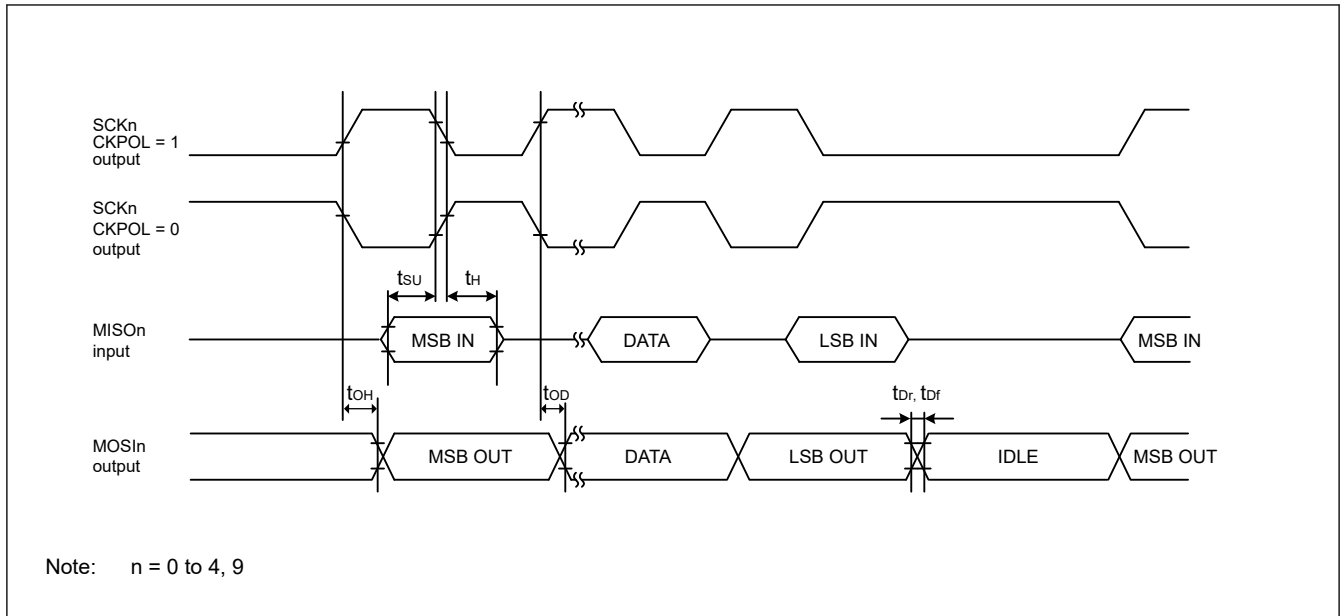 SCKn
CKPOL = 1
output
SCKn
CKPOL = 0
output
tSU
tH
MISOn
input
MSB IN
DATA
LSB IN
MSB IN
tOH
tOD
tDr, tDf
MOSIn
output
MSB OUT
DATA
LSB OUT
IDLE
MSB OUT
Note: n = 0 to 4, 9